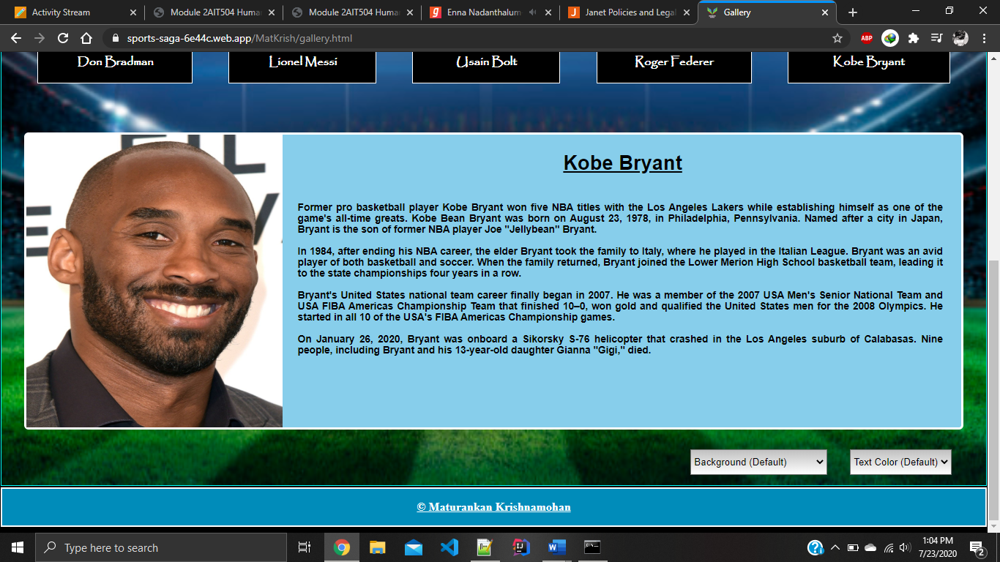 Activity Stream
Module 2AIT504 Human
Module 2AIT504 Human
Enna Nadanthalum
Janet Policies and Legal
Gallery
sports-saga-6e44c.web.app/MatKrish/gallery.html
ABP
Don Bradman
Lionel Messi
Usain Bolt
Roger Federer
Kobe Bryant
Kobe Bryant
Former pro basketball player Kobe Bryant won five NBA titles with the Los Angeles Lakers while establishing himself as one of the
game's all-time greats. Kobe Bean Bryant was born on August 23, 1978, in Philadelphia, Pennsylvania. Named after a city in Japan,
Bryant is the son of former NBA player Joe "Jellybean" Bryant.
In 1984, after ending his NBA career, the elder Bryant took the family to Italy, where he played in the Italian League. Bryant was an avid
player of both basketball and soccer. When the family returned, Bryant joined the Lower Merion High School basketball team, leading it
to the state championships four years in a row.
Bryant's United States national team career finally began in 2007. He was a member of the 2007 USA Men's Senior National Team and
USA FIBA Americas Championship Team that finished 10–0, won gold and qualified the United States men for the 2008 Olympics. He
started in all 10 of the USA's FIBA Americas Championship games.
On January 26, 2020, Bryant was onboard a Sikorsky S-76 helicopter that crashed in the Los Angeles suburb of Calabasas. Nine
people, including Bryant and his 13-year-old daughter Gianna "Gigi," died.
Background (Default)
Text Color (Default)
© Maturankan Krishnamohan
Type here to search
1:04 PM
7/23/2020
2